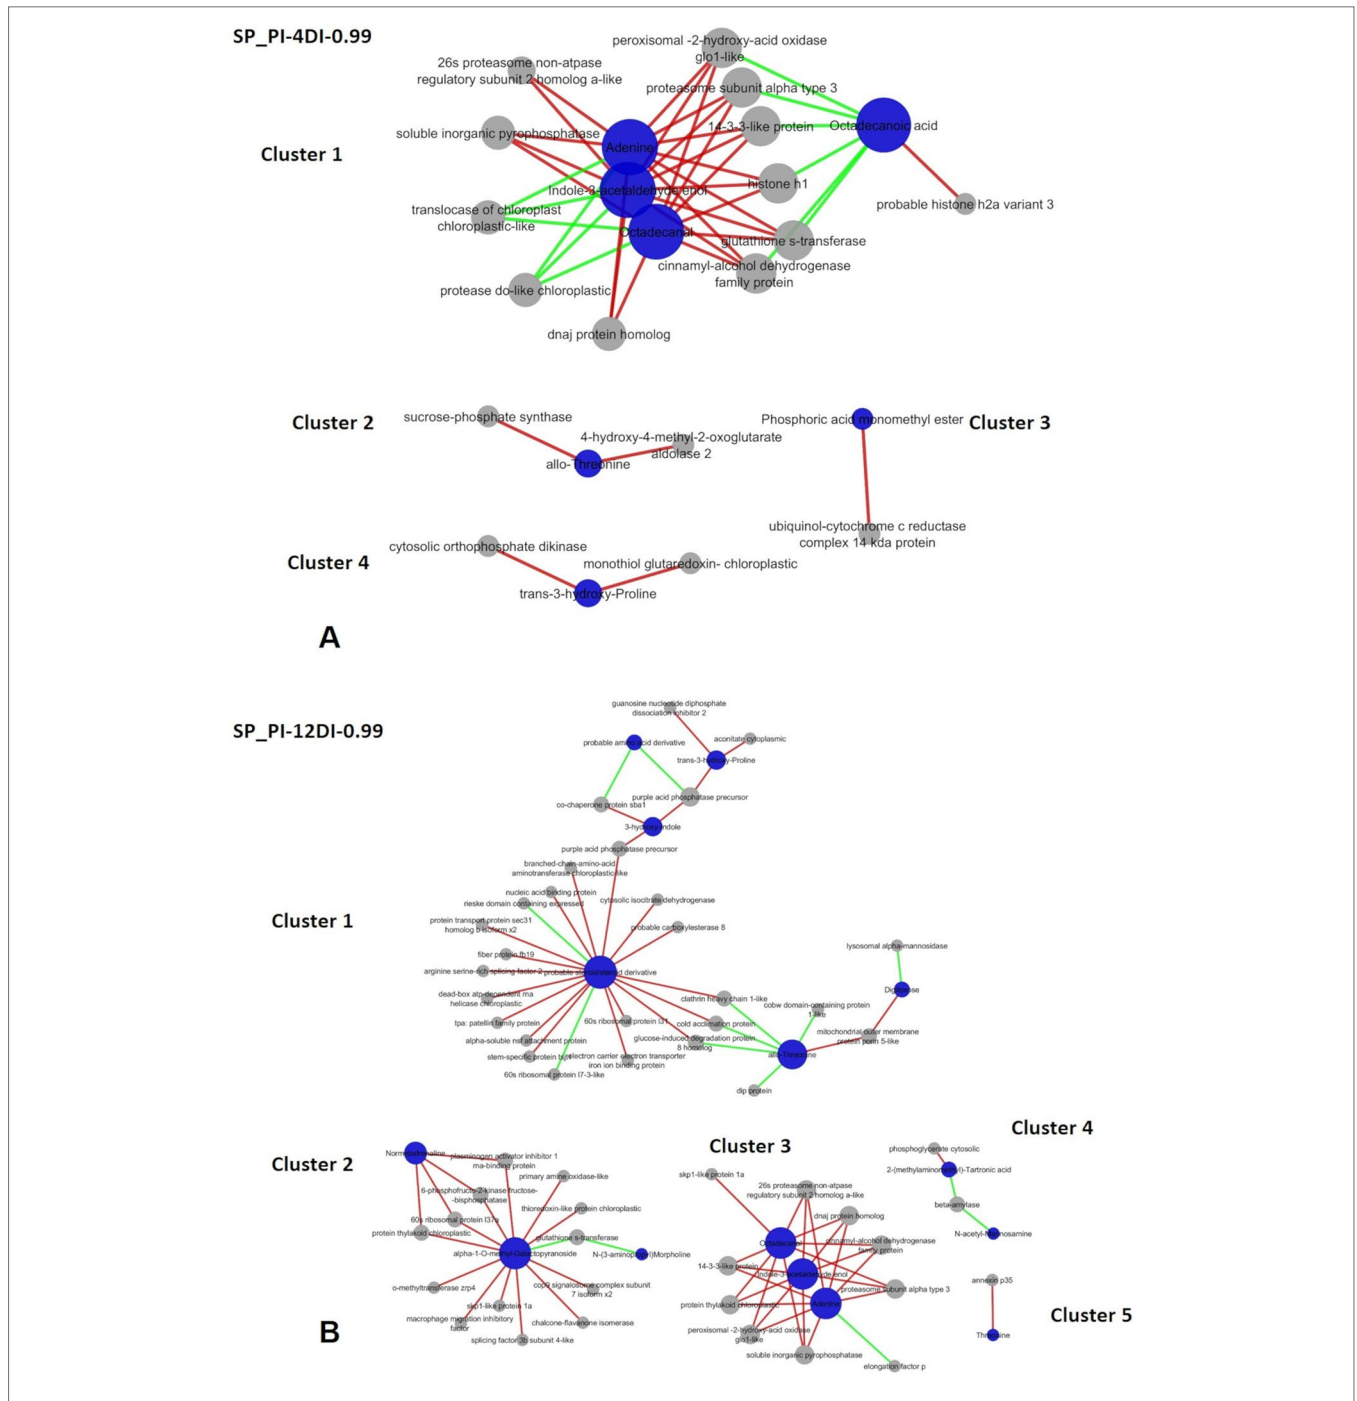 SP_PI-4DI-0.99
peroxisomal -2-hydroxy-acid oxidase
glo1-like
26s proteasome non-atpase
regulatory subunit 2 homolog a-like
proteasome subunit alpha type 3
soluble inorganic pyrophosphatase
14-3-3-like protein
Octadecanoic acid
Cluster 1
Adenine
Indole-3-acetaldehyde enol
histone h1
translocase of chloroplast
chloroplastic-like
probable histone h2a variant 3
Octadecanal
glutathione s-transferase
cinnamyl-alcohol dehydrogenase
family protein
protease do-like chloroplastic
dnaj protein homolog
Cluster 2
sucrose-phosphate synthase
4-hydroxy-4-methyl-2-oxoglutarate
aldolase 2
allo-Threonine
Phosphoric acid monomethyl ester
Cluster 3
ubiquinol-cytochrome c reductase
complex 14 kda protein
Cluster 4
cytosolic orthophosphate dikinase
monothiol glutaredoxin- chloroplastic
trans-3-hydroxy-Proline
A
SP_PI-12DI-0.99
guanosine nucleotide diphosphate
dissociation inhibitor 2
probable amino acid derivative
aconitate cytoplasmic
trans-3-hydroxy-Proline
purple acid phosphatase precursor
co-chaperone protein sba1
3-hydroxyindole
purple acid phosphatase precursor
branched-chain-amino-acid
aminotransferase chloroplastic-like
nucleic acid binding protein
rieske domain containing expressed
cytosolic isocitrate dehydrogenase
Cluster 1
protein transport protein sec31
homolog b isoform x2
probable carboxylesterase 8
fiber protein fb19
arginine serine-rich splicing factor 2
probable sterol/steroid derivative
dead-box atp-dependent rna
helicase chloroplastic
tpa: patellin family protein
alpha-soluble nsf attachment protein
stem-specific protein tsjt1
60s ribosomal protein l7-3-like
60s ribosomal protein l31
electron carrier electron transporter
iron ion binding protein
clathrin heavy chain 1-like
cold acclimation protein
glucose-induced degradation protein
8 homolog
cobw domain-containing protein
1-like
lysosomal alpha-mannosidase
mitochondrial outer membrane
protein porin 5-like
allo-Threonine
dip protein
Cluster 2
Normetadrenaline
plasminogen activator inhibitor 1
rna-binding protein
primary amine oxidase-like
6-phosphofructo-2-kinase fructose-
-bisphosphatase
thioredoxin-like protein chloroplastic
60s ribosomal protein l37a
protein thylakoid chloroplastic
glutathione s-transferase
alpha-1-O-methyl-Galactopyranoside
N-(3-aminopropyl)Morpholine
o-methyltransferase zrp4
cop9 signalosome complex subunit
7 isoform x2
skp1-like protein 1a
macrophage migration inhibitory
factor
chalcone-flavanone isomerase
splicing factor 3b subunit 4-like
B
Cluster 3
skp1-like protein 1a
26s proteasome non-atpase
regulatory subunit 2 homolog a-like
dnaj protein homolog
Octadecanal
cinnamyl-alcohol dehydrogenase
family protein
14-3-3-like protein
Indole-3-acetaldehyde enol
proteasome subunit alpha type 3
protein thylakoid chloroplastic
Adenine
peroxisomal -2-hydroxy-acid oxidase
glo1-like
soluble inorganic pyrophosphatase
elongation factor p
Cluster 4
phosphoglycerate cytosolic
2-(methylaminomethyl)-Tartronic acid
beta-amylase
N-acetyl-Mannosamine
annexin p35
Cluster 5
Threonine